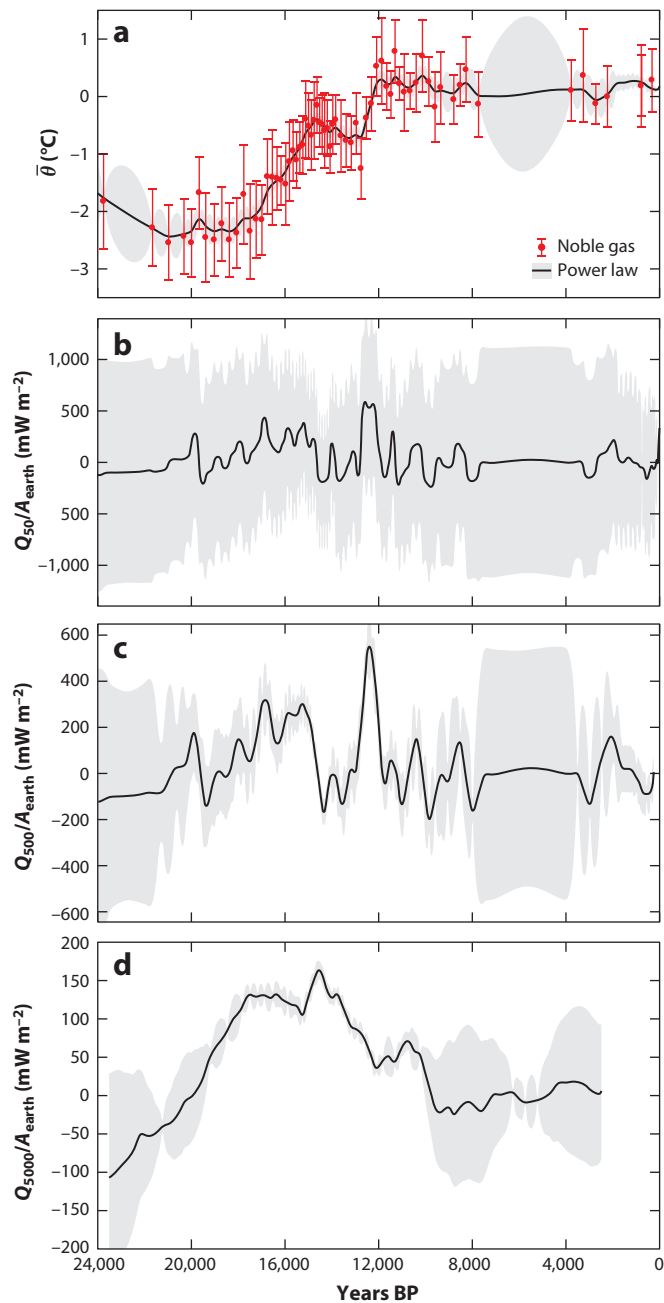 a
1
0
−1
−2
−3
θ̅ (°C)
Noble gas
Power law
b
1,000
500
0
500
−1,000
Q50/Aearth (mW m−2)
c
600
400
200
0
−200
−400
−600
Q500/Aearth (mW m−2)
d
200
150
100
50
0
−50
−100
−150
−200
Q5000/Aearth (mW m−2)
24,000 20,000 16,000 12,000 8,000 4,000 0
Years BP